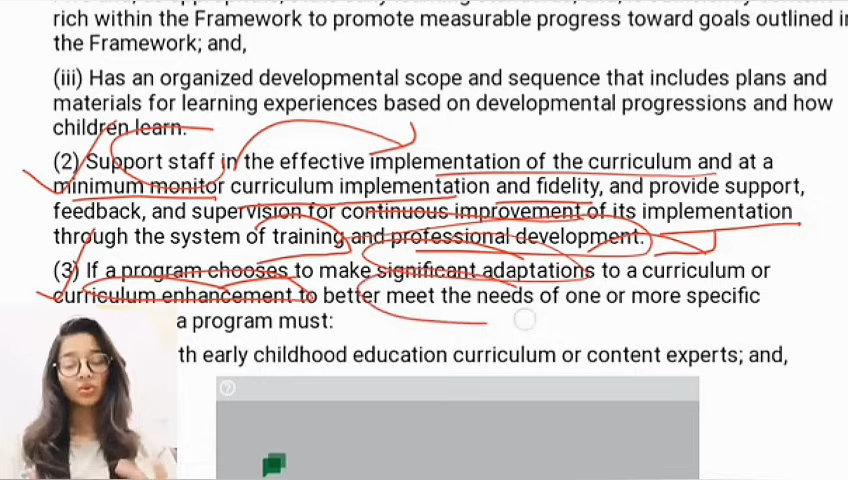 rich within the Framework to promote measurable progress toward goals outlined in
the Framework; and,
(iii) Has an organized developmental scope and sequence that includes plans and
materials for learning experiences based on developmental progressions and how
children learn.
(2) Support staff in the effective implementation of the curriculum and at a
minimum monitor curriculum implementation and fidelity, and provide support,
feedback, and supervision for continuous improvement of its implementation
through the system of training and professional development.
(3) If a program chooses to make significant adaptations to a curriculum or
curriculum enhancement to better meet the needs of one or more specific
a program must:
th early childhood education curriculum or content experts; and,